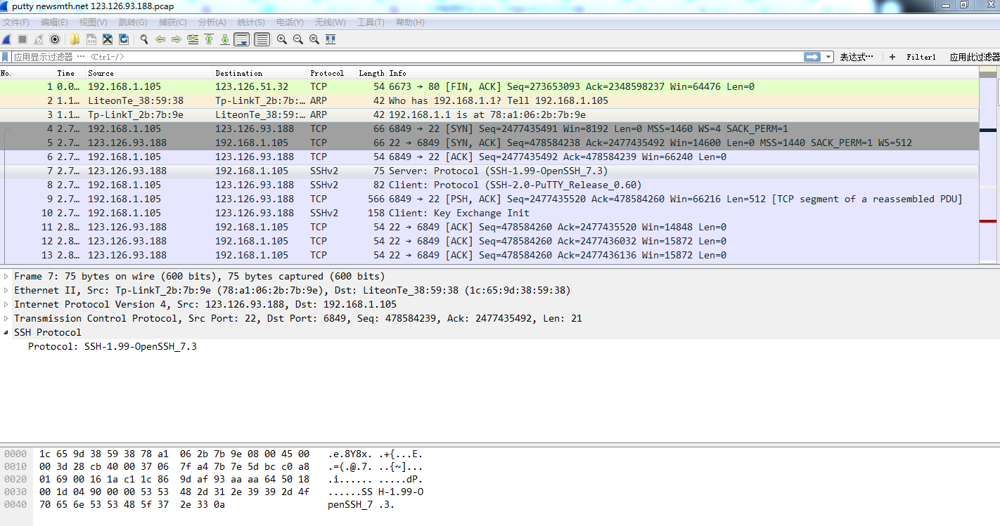 putty newsmth.net 123.126.93.188.pcap
文件(F) 编辑(E) 视图(V) 跳转(G) 捕获(C) 分析(A) 统计(S) 电话(Y) 无线(W) 工具(T) 帮助(H)
应用显示过滤器 … <Ctrl-/> 表达式… + Filter1 应用此过滤器
No. Time Source Destination Protocol Length Info
1 0.0… 192.168.1.105 123.126.51.32 TCP 54 6673 → 80 [FIN, ACK] Seq=273653093 Ack=2348598237 Win=64476 Len=0
2 1.1… LiteonTe_38:59:38 Tp-LinkT_2b:7b:… ARP 42 Who has 192.168.1.1? Tell 192.168.1.105
3 1.1… Tp-LinkT_2b:7b:9e LiteonTe_38:59:… ARP 42 192.168.1.1 is at 78:a1:06:2b:7b:9e
4 2.7… 192.168.1.105 123.126.93.188 TCP 66 6849 → 22 [SYN] Seq=2477435491 Win=8192 Len=0 MSS=1460 WS=4 SACK_PERM=1
5 2.7… 123.126.93.188 192.168.1.105 TCP 66 22 → 6849 [SYN, ACK] Seq=478584238 Ack=2477435492 Win=14600 Len=0 MSS=1440 SACK_PERM=1 WS=512
6 2.7… 192.168.1.105 123.126.93.188 TCP 54 6849 → 22 [ACK] Seq=2477435492 Ack=478584239 Win=66240 Len=0
7 2.7… 123.126.93.188 192.168.1.105 SSHv2 75 Server: Protocol (SSH-1.99-OpenSSH_7.3)
8 2.7… 192.168.1.105 123.126.93.188 SSHv2 82 Client: Protocol (SSH-2.0-PuTTY_Release_0.60)
9 2.7… 192.168.1.105 123.126.93.188 TCP 566 6849 → 22 [PSH, ACK] Seq=2477435520 Ack=478584260 Win=66216 Len=512 [TCP segment of a reassembled PDU]
10 2.7… 192.168.1.105 123.126.93.188 SSHv2 158 Client: Key Exchange Init
11 2.8… 123.126.93.188 192.168.1.105 TCP 54 22 → 6849 [ACK] Seq=478584260 Ack=2477435520 Win=14848 Len=0
12 2.8… 123.126.93.188 192.168.1.105 TCP 54 22 → 6849 [ACK] Seq=478584260 Ack=2477436032 Win=15872 Len=0
13 2.8… 123.126.93.188 192.168.1.105 TCP 54 22 → 6849 [ACK] Seq=478584260 Ack=2477436136 Win=15872 Len=0
Frame 7: 75 bytes on wire (600 bits), 75 bytes captured (600 bits)
Ethernet II, Src: Tp-LinkT_2b:7b:9e (78:a1:06:2b:7b:9e), Dst: LiteonTe_38:59:38 (1c:65:9d:38:59:38)
Internet Protocol Version 4, Src: 123.126.93.188, Dst: 192.168.1.105
Transmission Control Protocol, Src Port: 22, Dst Port: 6849, Seq: 478584239, Ack: 2477435492, Len: 21
SSH Protocol
Protocol: SSH-1.99-OpenSSH_7.3
0000 1c 65 9d 38 59 38 78 a1 06 2b 7b 9e 08 00 45 00 .e.8Y8x. .+{...E.
0010 00 3d 28 cb 40 00 37 06 7f a4 7b 7e 5d bc c0 a8 .=(.@.7. ..{~]...
0020 01 69 00 16 1a c1 1c 86 9d af 93 aa aa 64 50 18 .i...... .....dP.
0030 00 1d 04 90 00 00 53 53 48 2d 31 2e 39 39 2d 4f ......SS H-1.99-O
0040 70 65 6e 53 53 48 5f 37 2e 33 0a penSSH_7 .3.